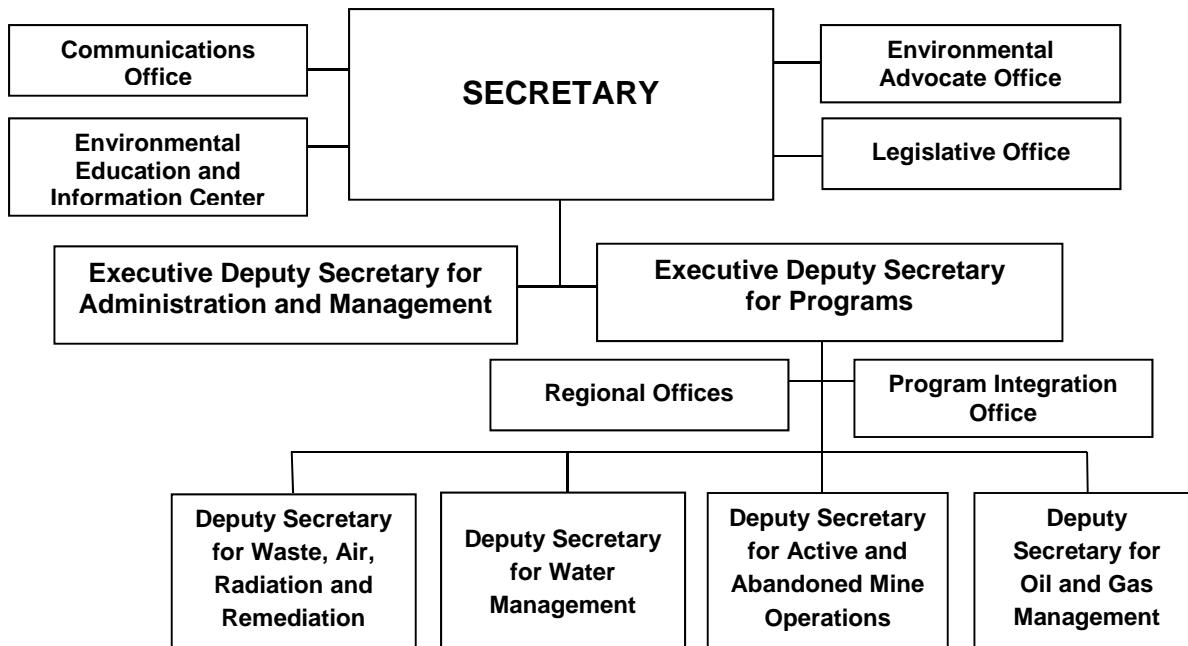 Communications
Office
SECRETARY
Environmental
Advocate Office
Environmental
Education and
Information Center
Legislative Office
Executive Deputy Secretary for
Administration and Management
Executive Deputy Secretary
for Programs
Regional Offices
Program Integration
Office
Deputy Secretary
for Waste, Air,
Radiation and
Remediation
Deputy Secretary
for Water
Management
Deputy Secretary
for Active and
Abandoned Mine
Operations
Deputy
Secretary for
Oil and Gas
Management